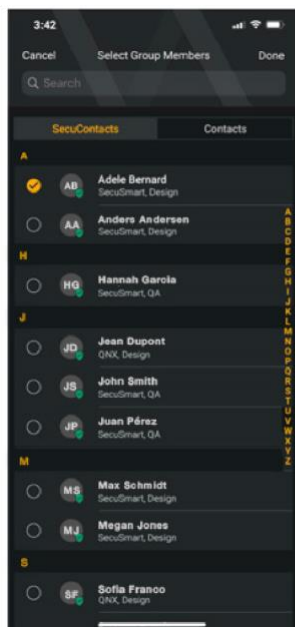 3:42
Cancel Select Group Members Done
Search
SecuContacts Contacts
A
AB Adele Bernard
SecuSmart, Design
AA Anders Andersen
SecuSmart, Design
H
HG Hannah Garcia
SecuSmart, QA
J
JD Jean Dupont
QNX, Design
JS John Smith
SecuSmart, QA
JP Juan Pérez
SecuSmart, QA
M
MS Max Schmidt
SecuSmart, Design
MJ Megan Jones
SecuSmart, Design
S
SF Sofia Franco
QNX, Design
A
B
C
D
E
F
G
H
I
J
K
L
M
N
O
P
Q
R
S
T
U
V
W
X
Y
Z